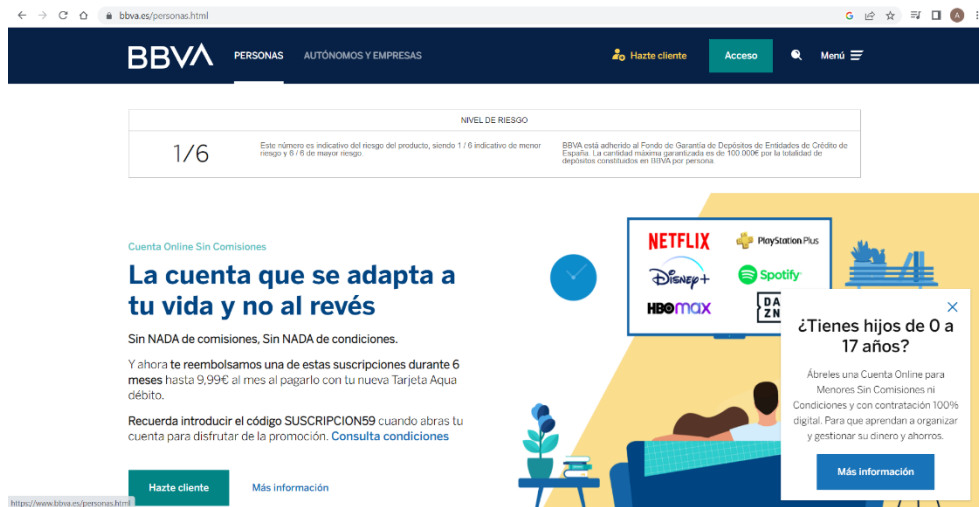 bbva.es/personas.html
BBVA
PERSONAS
AUTÓNOMOS Y EMPRESAS
Hazte cliente
Acceso
Menú
NIVEL DE RIESGO
1/6
Este número es indicativo del riesgo del producto, siendo 1 / 6 indicativo de menor
riesgo y 6 / 6 de mayor riesgo.
BBVA está adherido al Fondo de Garantía de Depósitos de Entidades de Crédito de
España. La cantidad máxima garantizada es de 100.000€ por la totalidad de
depósitos constituidos en BBVA por persona
Cuenta Online Sin Comisiones
La cuenta que se adapta a
tu vida y no al revés
Sin NADA de comisiones, Sin NADA de condiciones.
Y ahora te reembolsamos una de estas suscripciones durante 6
meses hasta 9,99€ al mes al pagarlo con tu nueva Tarjeta Aqua
débito.
Recuerda introducir el código SUSCRIPCION59 cuando abras tu
cuenta para disfrutar de la promoción. Consulta condiciones
Hazte cliente
Más información
NETFLIX
PlayStation Plus
Disney+
Spotify
HBOmax
DA
ZN
¿Tienes hijos de 0 a
17 años?
Ábreles una Cuenta Online para
Menores Sin Comisiones ni
Condiciones y con contratación 100%
digital. Para que aprendan a organizar
y gestionar su dinero y ahorros.
Más información
https://www.bbva.es/personas.html
A